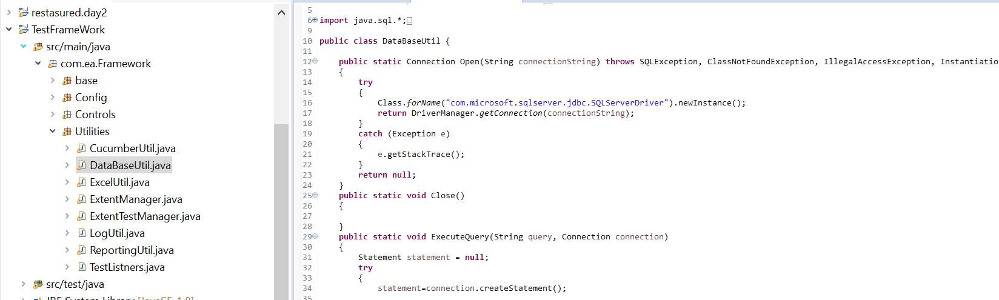 restasured.day2
TestFrameWork
src/main/java
com.ea.Framework
base
Config
Controls
Utilities
CucumberUtil.java
DataBaseUtil.java
ExcelUtil.java
ExtentManager.java
ExtentTestManager.java
LogUtil.java
ReportingUtil.java
TestListners.java
src/test/java
JRE System Library [JavaSE-1.8]
5
6 import java.sql.*;
9
10 public class DataBaseUtil {
11
12 public static Connection Open(String connectionString) throws SQLException, ClassNotFoundException, IllegalAccessException, Instantiatio
13 {
14 try
15 {
16 Class.forName("com.microsoft.sqlserver.jdbc.SQLServerDriver").newInstance();
17 return DriverManager.getConnection(connectionString);
18 }
19 catch (Exception e)
20 {
21 e.getStackTrace();
22 }
23 return null;
24 }
25 public static void Close()
26 {
27
28 }
29 public static void ExecuteQuery(String query, Connection connection)
30 {
31 Statement statement = null;
32 try
33 {
34 statement=connection.createStatement();
35